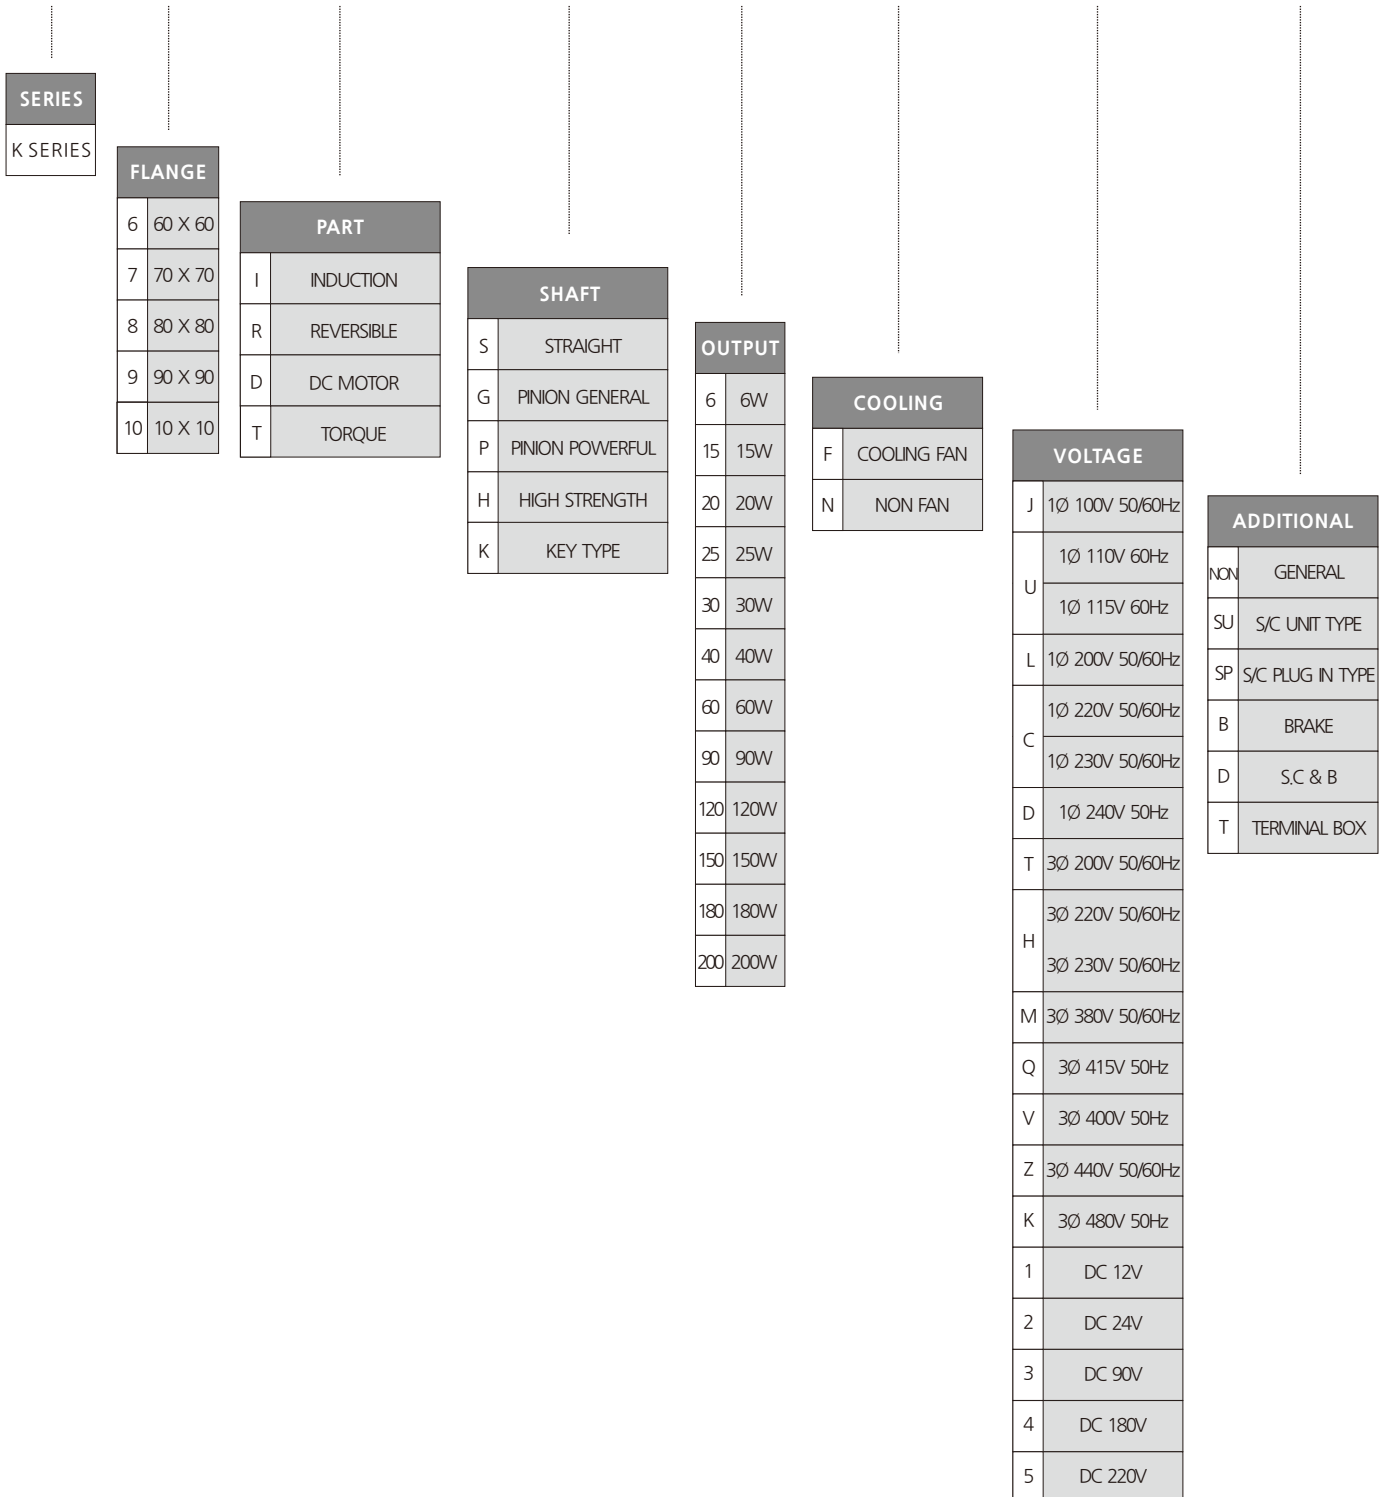 SERIES
K SERIES
FLANGE
6 60 X 60
7 70 X 70
8 80 X 80
9 90 X 90
10 10 X 10
PART
I INDUCTION
R REVERSIBLE
D DC MOTOR
T TORQUE
SHAFT
S STRAIGHT
G PINION GENERAL
P PINION POWERFUL
H HIGH STRENGTH
K KEY TYPE
OUTPUT
6 6W
15 15W
20 20W
25 25W
30 30W
40 40W
60 60W
90 90W
120 120W
150 150W
180 180W
200 200W
COOLING
F COOLING FAN
N NON FAN
VOLTAGE
J 1Ø 100V 50/60Hz
U 1Ø 110V 60Hz
1Ø 115V 60Hz
L 1Ø 200V 50/60Hz
C 1Ø 220V 50/60Hz
1Ø 230V 50/60Hz
D 1Ø 240V 50Hz
T 3Ø 200V 50/60Hz
H 3Ø 220V 50/60Hz
3Ø 230V 50/60Hz
M 3Ø 380V 50/60Hz
Q 3Ø 415V 50Hz
V 3Ø 400V 50Hz
Z 3Ø 440V 50/60Hz
K 3Ø 480V 50Hz
1 DC 12V
2 DC 24V
3 DC 90V
4 DC 180V
5 DC 220V
ADDITIONAL
NON GENERAL
SU S/C UNIT TYPE
SP S/C PLUG IN TYPE
B BRAKE
D S.C & B
T TERMINAL BOX